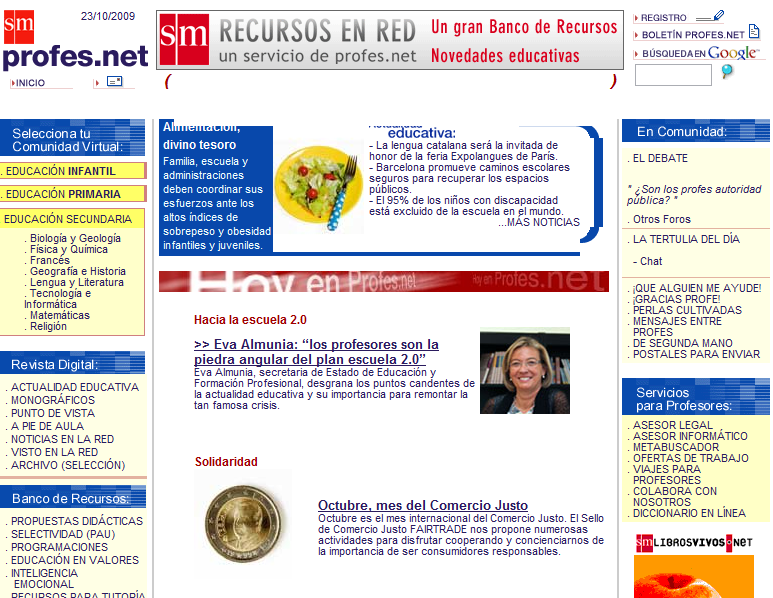 sm
profes.net
23/10/2009
INICIO
sm RECURSOS EN RED
un servicio de profes.net
Un gran Banco de Recursos
Novedades educativas
(
)
REGISTRO
BOLETÍN PROFES.NET
BÚSQUEDA EN Google
Selecciona tu
Comunidad Virtual:
. EDUCACIÓN INFANTIL
. EDUCACIÓN PRIMARIA
. EDUCACIÓN SECUNDARIA
. Biología y Geología
. Física y Química
. Francés
. Geografía e Historia
. Lengua y Literatura
. Tecnología e
Informática
. Matemáticas
. Religión
Revista Digital:
. ACTUALIDAD EDUCATIVA
. MONOGRÁFICOS
. PUNTO DE VISTA
. A PIE DE AULA
. NOTICIAS EN LA RED
. VISTO EN LA RED
. ARCHIVO (SELECCIÓN)
Banco de Recursos:
. PROPUESTAS DIDÁCTICAS
. SELECTIVIDAD (PAU)
. PROGRAMACIONES
. EDUCACIÓN EN VALORES
. INTELIGENCIA
EMOCIONAL
. RECURSOS PARA TUTORÍA
Alimentación,
divino tesoro
Familia, escuela y
administraciones
deben coordinar sus
esfuerzos ante los
altos índices de
sobrepeso y obesidad
infantiles y juveniles.
Actualidad
educativa:
- La lengua catalana será la invitada de
honor de la feria Expolangues de París.
- Barcelona promueve caminos escolares
seguros para recuperar los espacios
públicos.
- El 95% de los niños con discapacidad
está excluido de la escuela en el mundo.
...MÁS NOTICIAS
Hoy en Profes.net
Hoy en Profes.net
Hacia la escuela 2.0
>> Eva Almunia: “los profesores son la
piedra angular del plan escuela 2.0”
Eva Almunia, secretaria de Estado de Educación y
Formación Profesional, desgrana los puntos candentes de
la actualidad educativa y su importancia para remontar la
tan famosa crisis.
Solidaridad
Octubre, mes del Comercio Justo
Octubre es el mes internacional del Comercio Justo. El Sello
de Comercio Justo FAIRTRADE nos propone numerosas
actividades para disfrutar cooperando y concienciarnos de
la importancia de ser consumidores responsables.
En Comunidad:
. EL DEBATE
" ¿Son los profes autoridad
pública? "
. Otros Foros
. LA TERTULIA DEL DÍA
- Chat
. ¡QUE ALGUIEN ME AYUDE!
. ¡GRACIAS PROFE!
. PERLAS CULTIVADAS
. MENSAJES ENTRE
PROFES
. DE SEGUNDA MANO
. POSTALES PARA ENVIAR
Servicios
para Profesores:
. ASESOR LEGAL
. ASESOR INFORMÁTICO
. METABUSCADOR
. OFERTAS DE TRABAJO
. VIAJES PARA
PROFESORES
. COLABORA CON
NOSOTROS
. DICCIONARIO EN LÍNEA
sm LIBROSVIVOS.NET